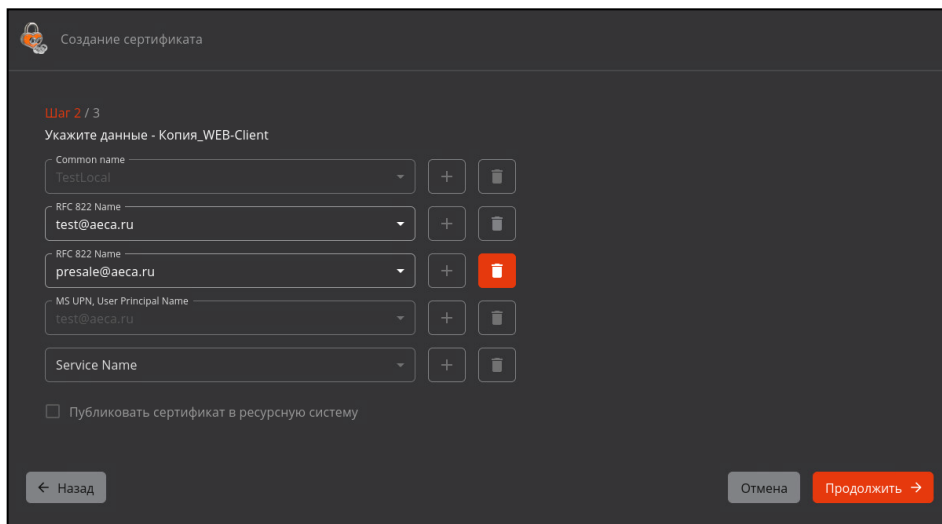 Создание сертификата
Шаг 2 / 3
Укажите данные - Копия_WEB-Client
Common name
TestLocal
RFC 822 Name
test@aeca.ru
RFC 822 Name
presale@aeca.ru
MS UPN, User Principal Name
test@aeca.ru
Service Name
Публиковать сертификат в ресурсную систему
Назад
Отмена
Продолжить